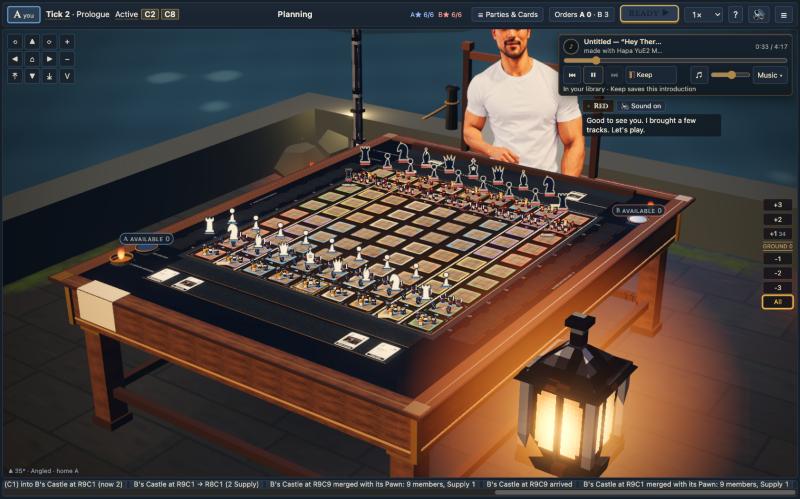 A you
Tick 2 · Prologue Active C2 C8
Planning
A★ 6/6 B★ 6/6
≡ Parties & Cards
Orders A 0 · B 3
READY ▶
1×
?
≡
V
Untitled — “Hey Ther...
made with Hapa YuE2 M...
0:33 / 4:17
Keep
Music
In your library · Keep saves this introduction
RED
Sound on
Good to see you. I brought a few
tracks. Let's play.
A AVAILABLE 0
B AVAILABLE 0
+3
+2
+1 34
GROUND 0
-1
-2
-3
All
35° · Angled · home A
(C1) into B's Castle at R9C1 (now 2)
B's Castle at R9C1 → R8C1 (2 Supply)
B's Castle at R9C9 merged with its Pawn: 9 members, Supply 1
B's Castle at R9C9 arrived
B's Castle at R9C1 merged with its Pawn: 9 members, Supply 1